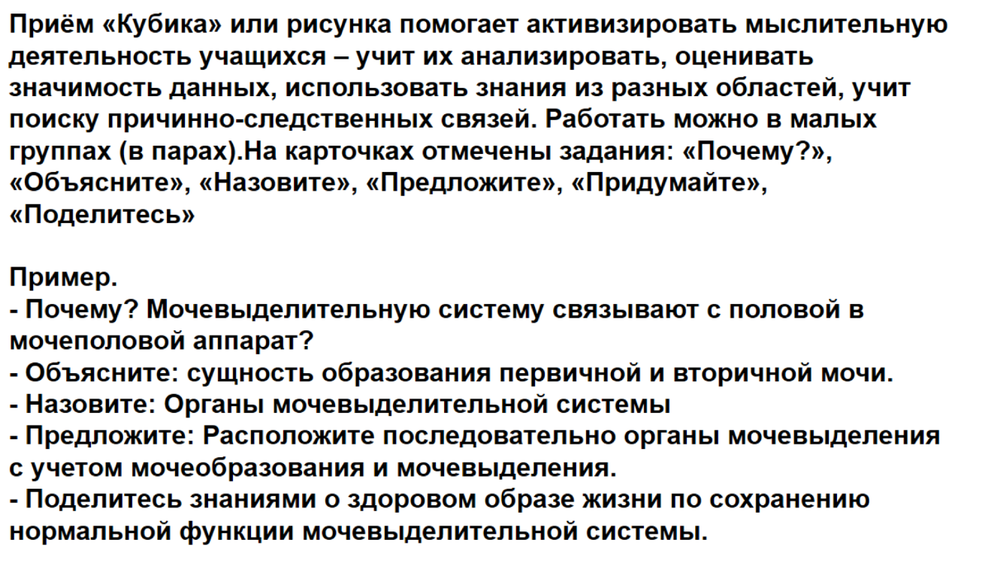 Приём «Кубика» или рисунка помогает активизировать мыслительную
деятельность учащихся – учит их анализировать, оценивать
значимость данных, использовать знания из разных областей, учит
поиску причинно-следственных связей. Работать можно в малых
группах (в парах).На карточках отмечены задания: «Почему?»,
«Объясните», «Назовите», «Предложите», «Придумайте»,
«Поделитесь»
Пример.
- Почему? Мочевыделительную систему связывают с половой в
мочеполовой аппарат?
- Объясните: сущность образования первичной и вторичной мочи.
- Назовите: Органы мочевыделительной системы
- Предложите: Расположите последовательно органы мочевыделения
с учетом мочеобразования и мочевыделения.
- Поделитесь знаниями о здоровом образе жизни по сохранению
нормальной функции мочевыделительной системы.